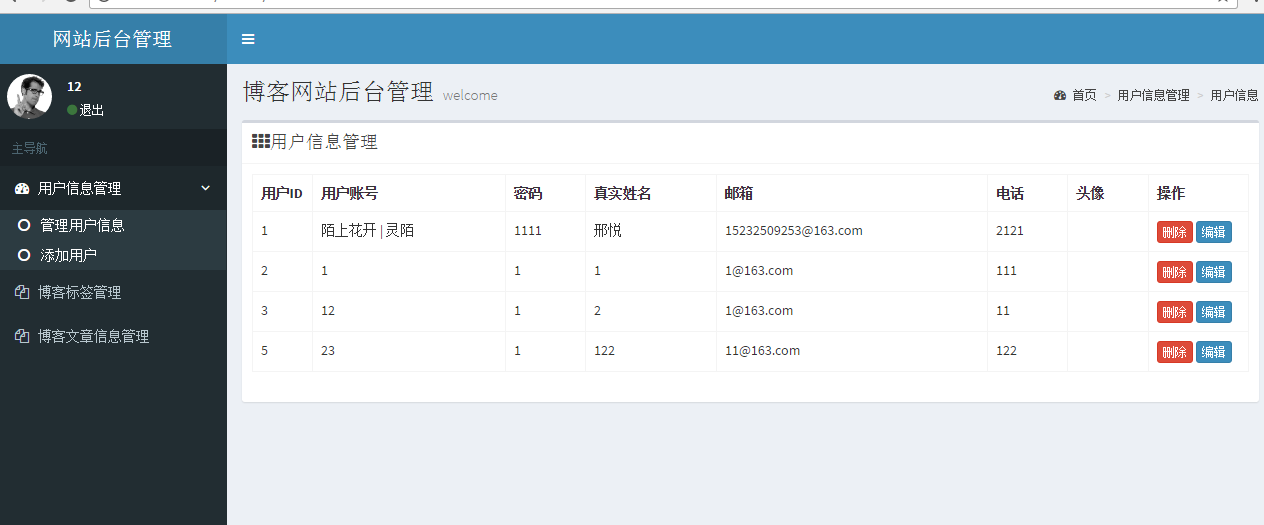 网站后台管理
12
退出
主导航
用户信息管理
管理用户信息
添加用户
博客标签管理
博客文章信息管理
博客网站后台管理 welcome
首页 > 用户信息管理 > 用户信息
用户信息管理
用户ID 用户账号 密码 真实姓名 邮箱 电话 头像 操作
1 陌上花开 | 灵陌 1111 邢悦 15232509253@163.com 2121 删除 编辑
2 1 1 1 1@163.com 111 删除 编辑
3 12 1 2 1@163.com 11 删除 编辑
5 23 1 122 11@163.com 122 删除 编辑